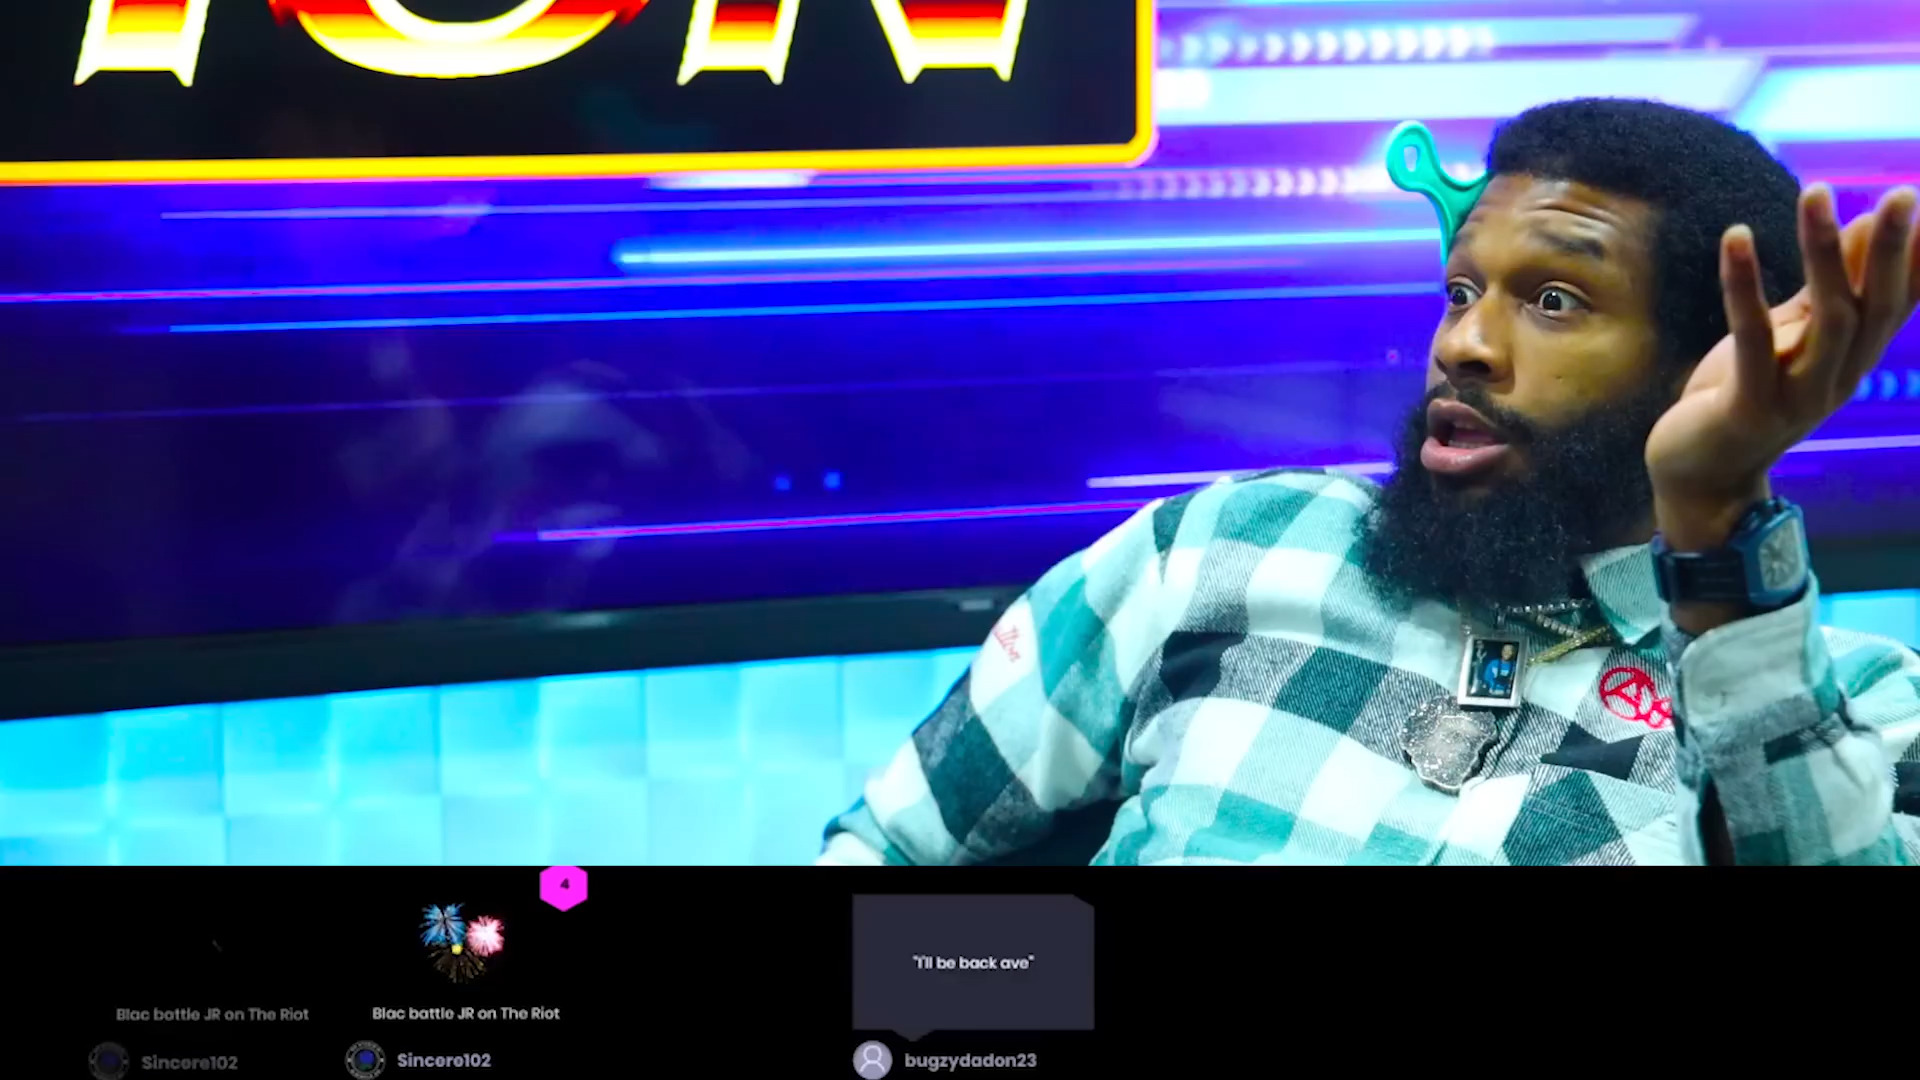 ION
4
"I'll be back ave"
Blac battle JR on The Riot
Blac battle JR on The Riot
Sincere102
Sincere102
bugzydadon23